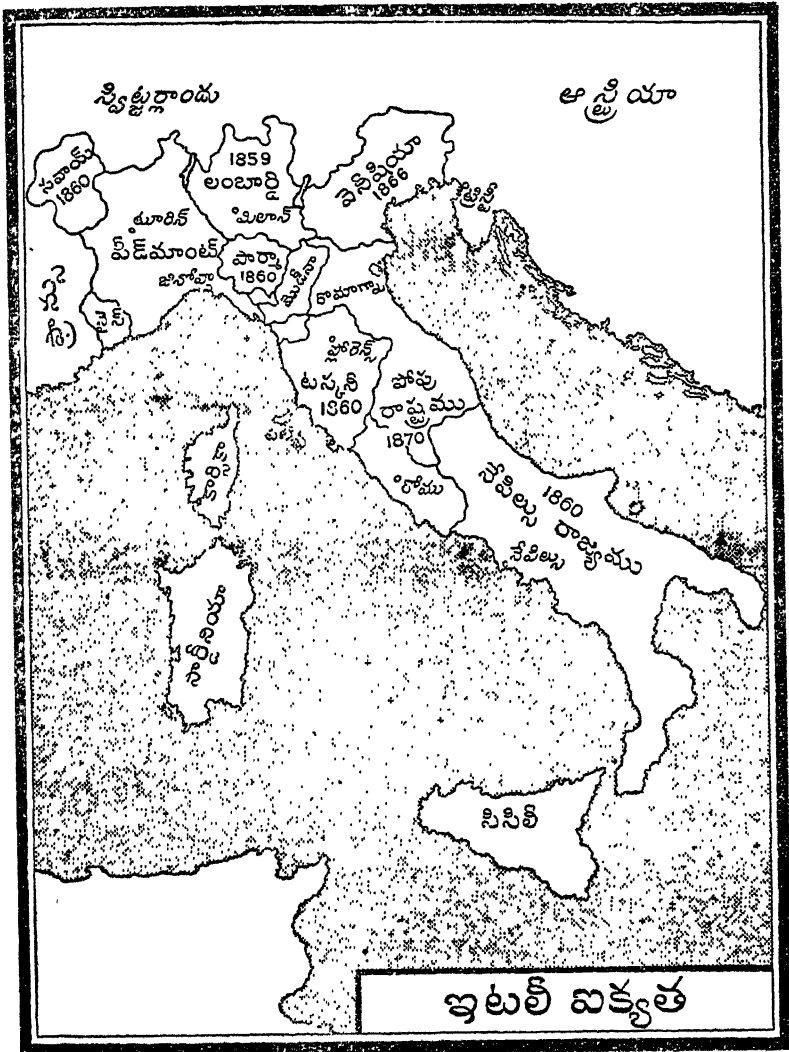 స్విట్జర్లాండు
ఆస్ట్రియా
సవాయ్
1860
1859
లంబార్డి
మిలాన్
వెనీషియా
1866
ట్రీస్టీ
టూరిన్
పీడ్‌మాంట్
జినోవ్హా
పార్మా
1860
మొడీనా
రొమాగ్నా
ఫ్రాన్సు
నైస్
ఫ్లోరెన్స్
టస్కనీ
1860
పోపు
రాష్ట్రము
1870
రోము
కార్సికా
1860
నేపిల్సు రాజ్యము
నేపిల్సు
సార్డీనియా
సిసిలీ
ఇటలీ ఐక్యత